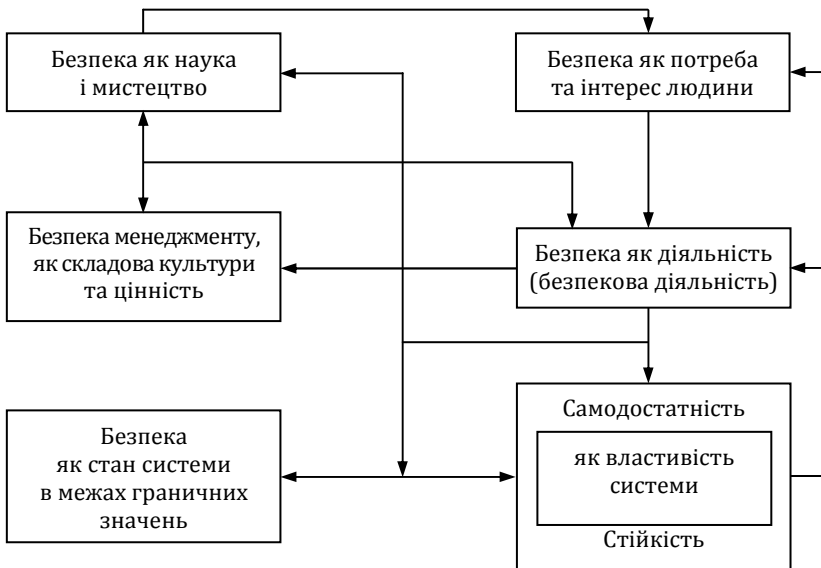 Безпека як наука
і мистецтво
Безпека як потреба
та інтерес людини
Безпека менеджменту,
як складова культури
та цінність
Безпека як діяльність
(безпекова діяльність)
Безпека
як стан системи
в межах граничних
значень
Самодостатність
як властивість
системи
Стійкість